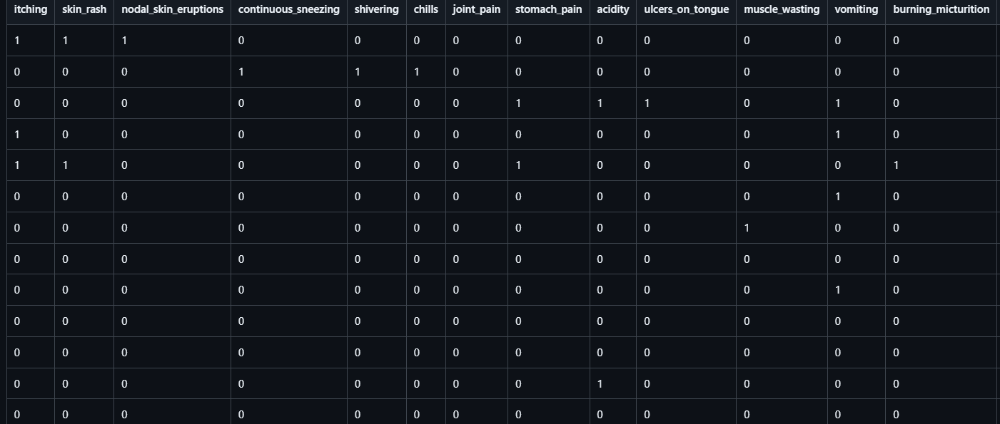 itching skin_rash nodal_skin_eruptions continuous_sneezing shivering chills joint_pain stomach_pain acidity ulcers_on_tongue muscle_wasting vomiting burning_micturition
1 1 1 0 0 0 0 0 0 0 0 0 0
0 0 0 1 1 1 0 0 0 0 0 0 0
0 0 0 0 0 0 0 1 1 1 0 1 0
1 0 0 0 0 0 0 0 0 0 0 1 0
1 1 0 0 0 0 0 1 0 0 0 0 1
0 0 0 0 0 0 0 0 0 0 0 1 0
0 0 0 0 0 0 0 0 0 0 1 0 0
0 0 0 0 0 0 0 0 0 0 0 0 0
0 0 0 0 0 0 0 0 0 0 0 1 0
0 0 0 0 0 0 0 0 0 0 0 0 0
0 0 0 0 0 0 0 0 0 0 0 0 0
0 0 0 0 0 0 0 0 1 0 0 0 0
0 0 0 0 0 0 0 0 0 0 0 0 0